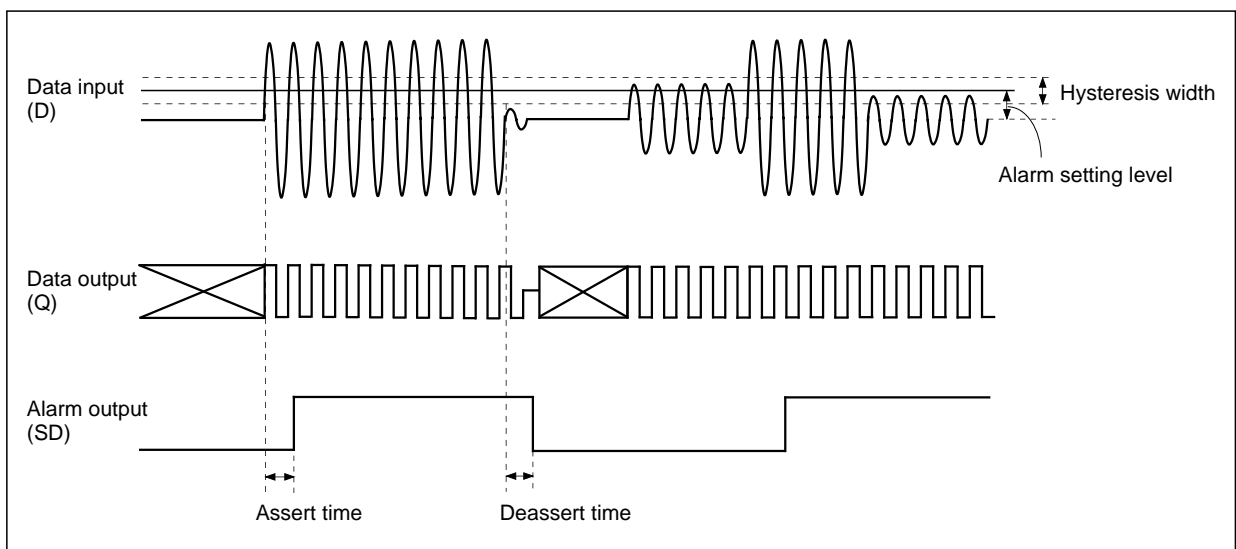 Data input
(D)
Hysteresis width
Alarm setting level
Data output
(Q)
Alarm output
(SD)
Assert time
Deassert time